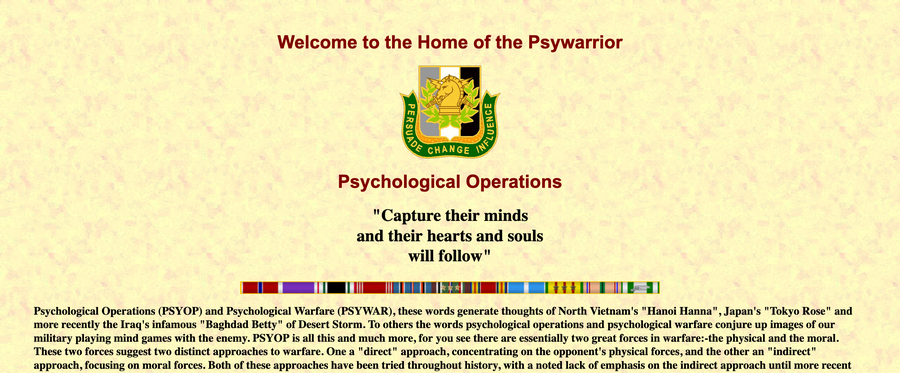 Welcome to the Home of the Psywarrior
PERSUADE CHANGE INFLUENCE
Psychological Operations
"Capture their minds
and their hearts and souls
will follow"
Psychological Operations (PSYOP) and Psychological Warfare (PSYWAR), these words generate thoughts of North Vietnam's "Hanoi Hanna", Japan's "Tokyo Rose" and
more recently the Iraq's infamous "Baghdad Betty" of Desert Storm. To others the words psychological operations and psychological warfare conjure up images of our
military playing mind games with the enemy. PSYOP is all this and much more, for you see there are essentially two great forces in warfare:-the physical and the moral.
These two forces suggest two distinct approaches to warfare. One a "direct" approach, concentrating on the opponent's physical forces, and the other an "indirect"
approach, focusing on moral forces. Both of these approaches have been tried throughout history, with a noted lack of emphasis on the indirect approach until more recent